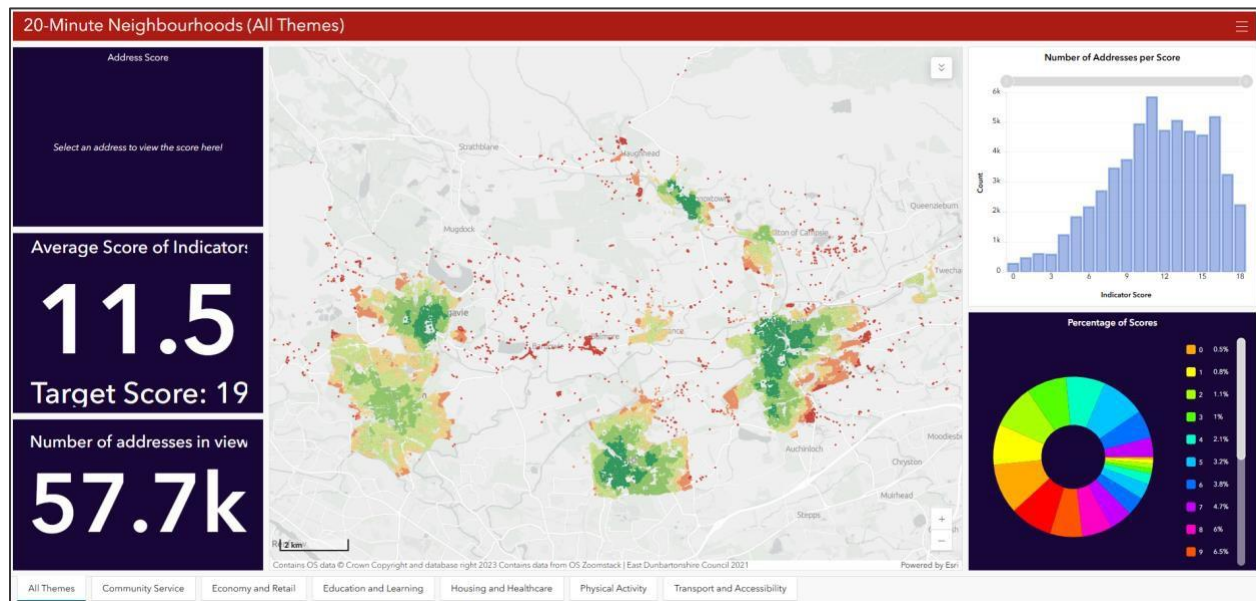 20-Minute Neighbourhoods (All Themes)
Address Score
Select an address to view the score here!
Average Score of Indicators
11.5
Target Score: 19
Number of addresses in view
57.7k
Strathblane
Haughhead
Mugdock
Queenzieburn
Auchinloch
Chryston
Muirhead
Stepps
2 km
Contains OS data © Crown Copyright and database right 2023 Contains data from OS Zoomstack | East Dunbartonshire Council 2021
Powered by Esri
+
−
Number of Addresses per Score
Count
6k
5k
4k
3k
2k
1k
0
0 3 6 9 12 15 18
Indicator Score
Percentage of Scores
0 0.5%
1 0.8%
2 1.1%
3 1%
4 2.1%
5 3.2%
6 3.8%
7 4.7%
8 6%
9 6.5%
All Themes
Community Service
Economy and Retail
Education and Learning
Housing and Healthcare
Physical Activity
Transport and Accessibility